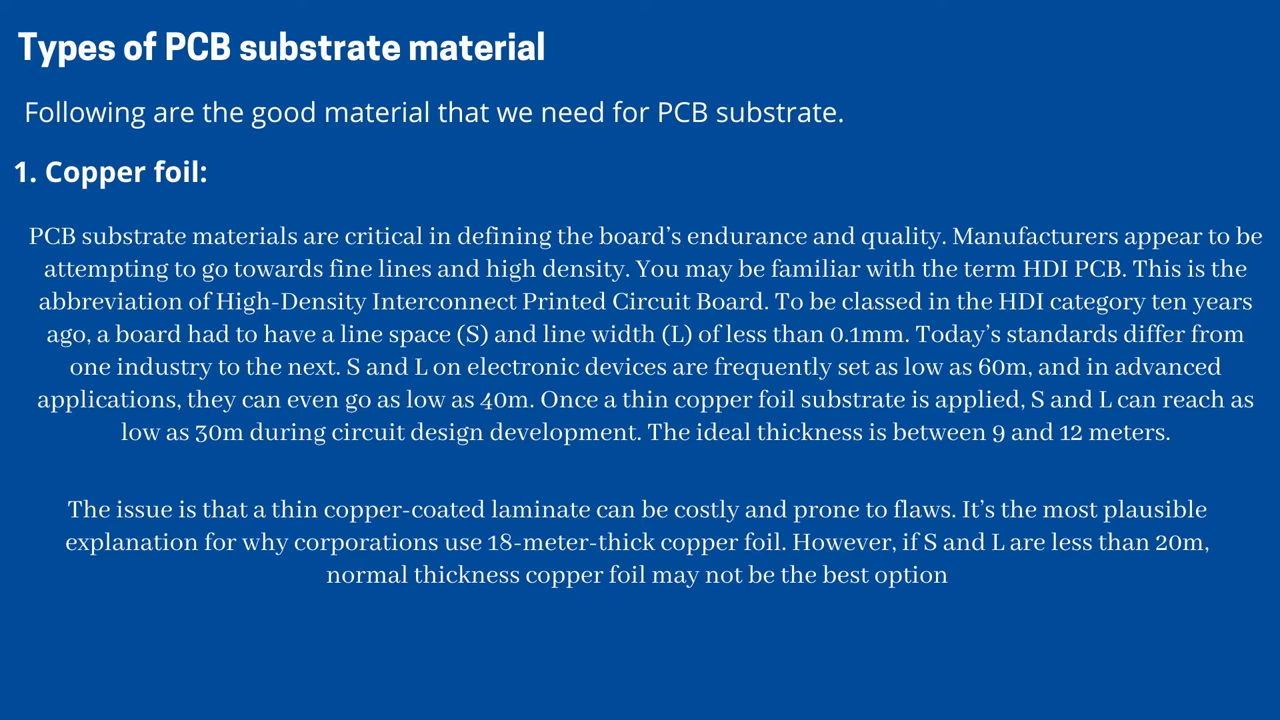 Types of PCB substrate material
Following are the good material that we need for PCB substrate.
1. Copper foil:
PCB substrate materials are critical in defining the board’s endurance and quality. Manufacturers appear to be
attempting to go towards fine lines and high density. You may be familiar with the term HDI PCB. This is the
abbreviation of High-Density Interconnect Printed Circuit Board. To be classed in the HDI category ten years
ago, a board had to have a line space (S) and line width (L) of less than 0.1mm. Today’s standards differ from
one industry to the next. S and L on electronic devices are frequently set as low as 60m, and in advanced
applications, they can even go as low as 40m. Once a thin copper foil substrate is applied, S and L can reach as
low as 30m during circuit design development. The ideal thickness is between 9 and 12 meters.
The issue is that a thin copper-coated laminate can be costly and prone to flaws. It’s the most plausible
explanation for why corporations use 18-meter-thick copper foil. However, if S and L are less than 20m,
normal thickness copper foil may not be the best option